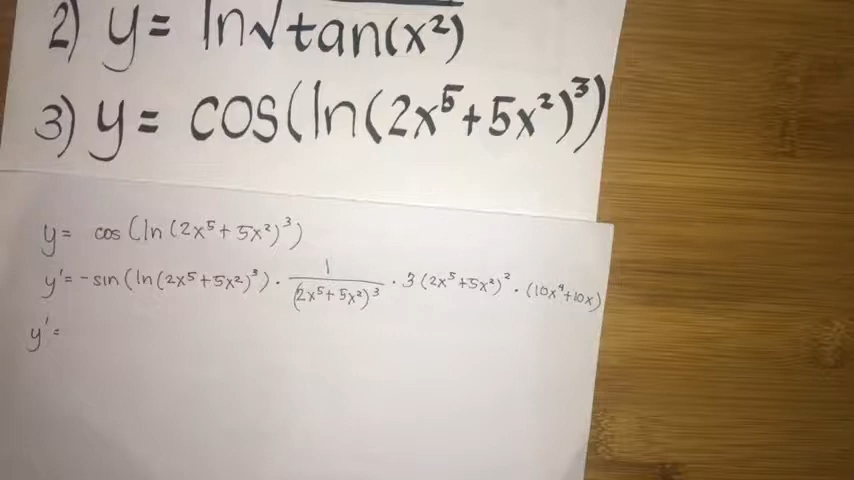 2) y = ln√tan(x²)
3) y = cos(ln(2x⁵+5x²)³)
y = cos(ln(2x⁵+5x²)³)
y' = -sin(ln(2x⁵+5x²)³) · 1/(2x⁵+5x²)³ · 3(2x⁵+5x²)² · (10x⁴+10x)
y' =